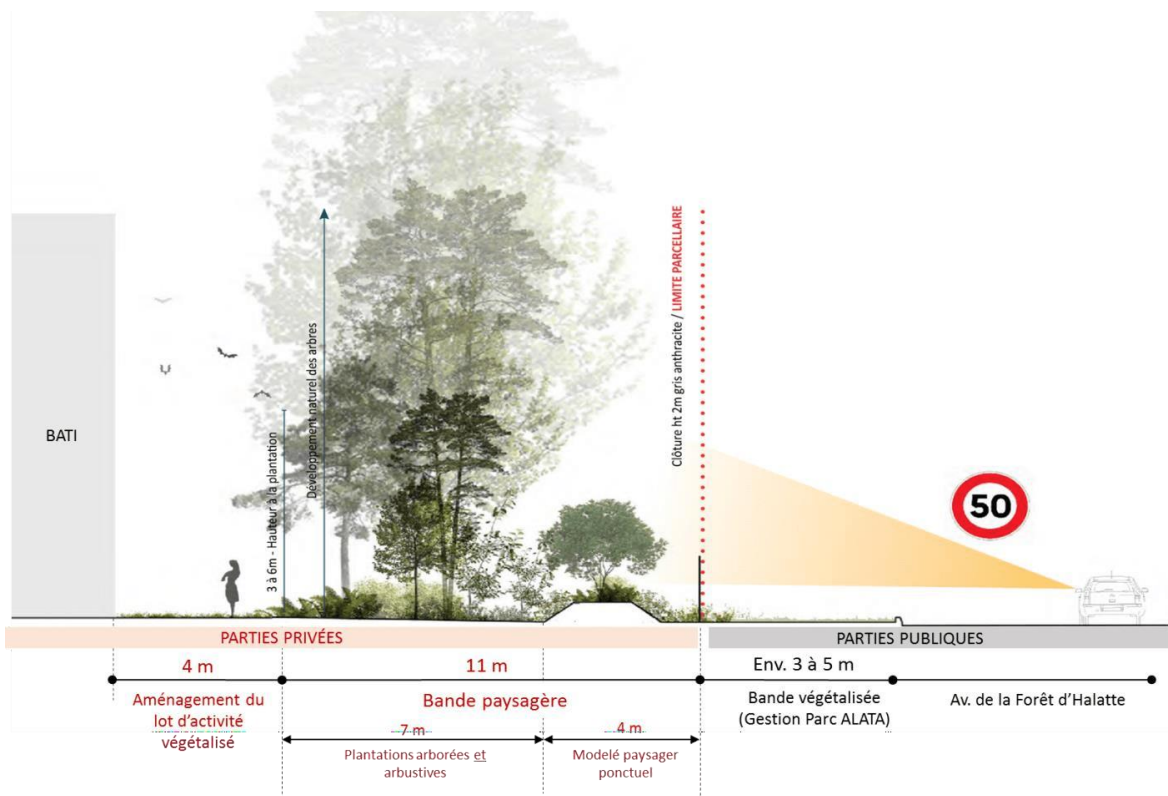 BATI
3 à 6m - Hauteur à la plantation
Développement naturel des arbres
Clôture ht 2m gris anthracite / LIMITE PARCELLAIRE
50
PARTIES PRIVÉES
PARTIES PUBLIQUES
4 m
11 m
Env. 3 à 5 m
Aménagement du
lot d'activité
végétalisé
Bande paysagère
Bande végétalisée
(Gestion Parc ALATA)
Av. de la Forêt d'Halatte
7 m
4 m
Plantations arborées et
arbustives
Modelé paysager
ponctuel